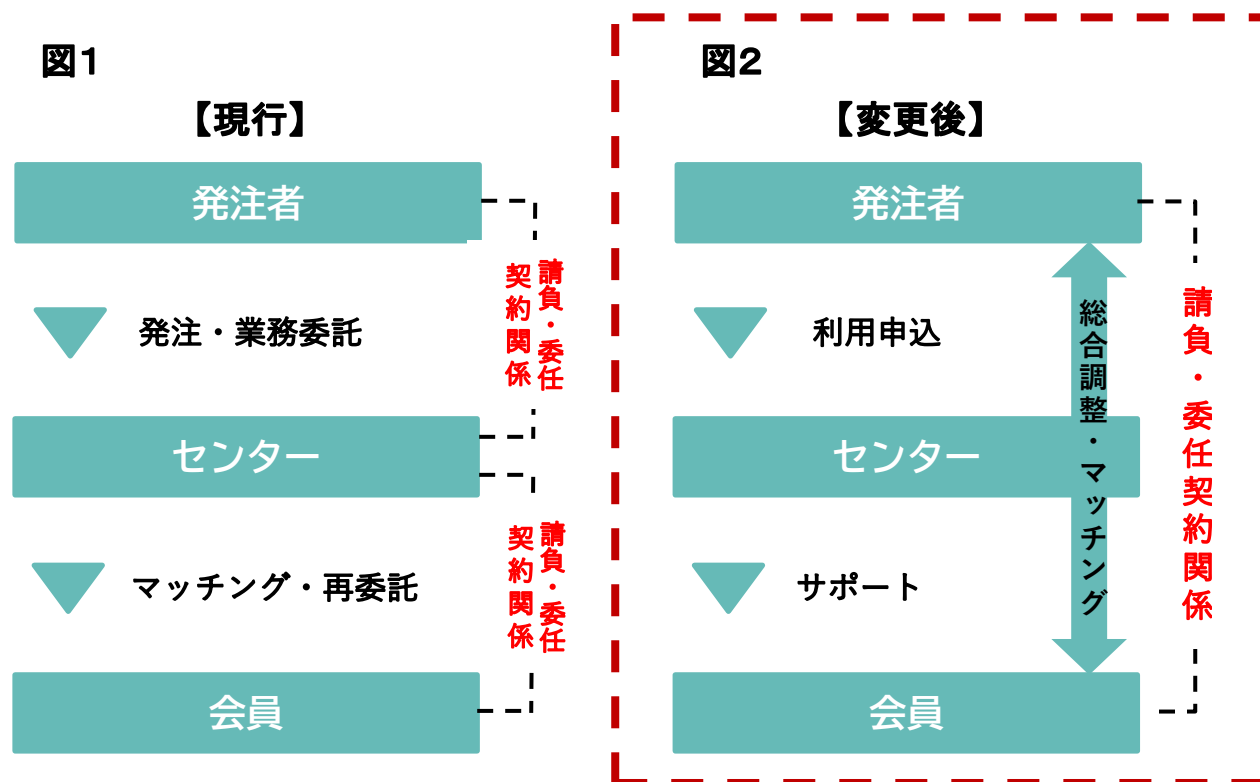 図1
【現行】
発注者
発注・業務委託
請負・委任
契約関係
センター
マッチング・再委託
請負・委任
契約関係
会員
図2
【変更後】
発注者
利用申込
センター
サポート
会員
総合調整・マッチング
請負・委任契約関係